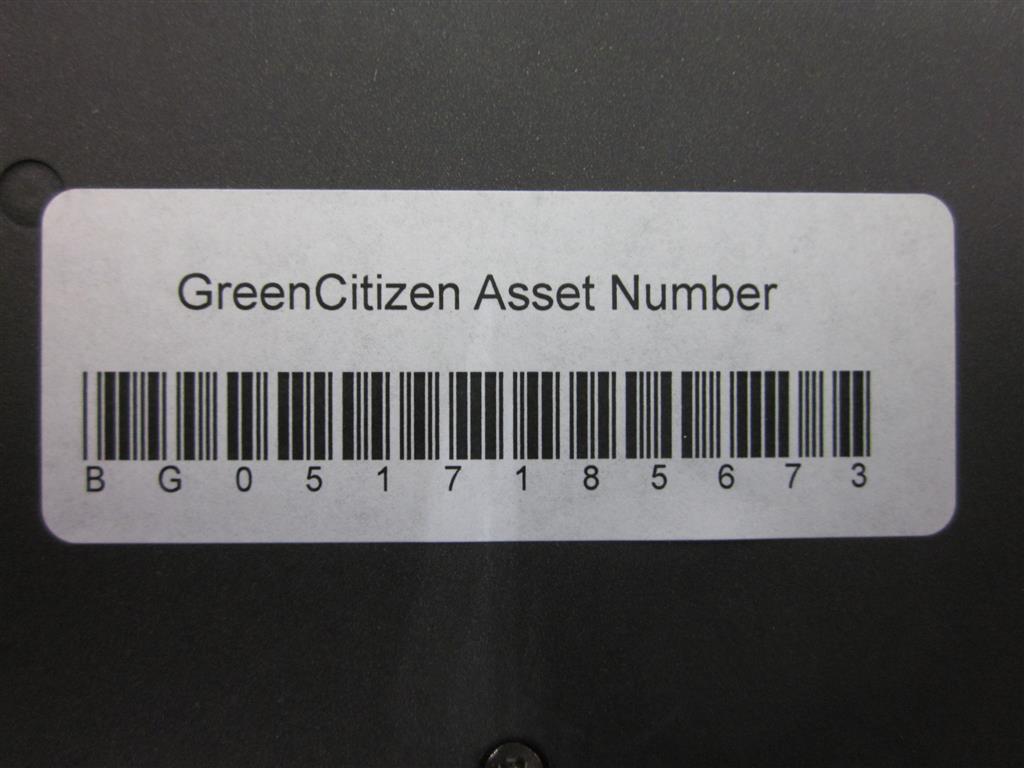 GreenCitizen Asset Number
B G 0 5 1 7 1 8 5 6 7 3